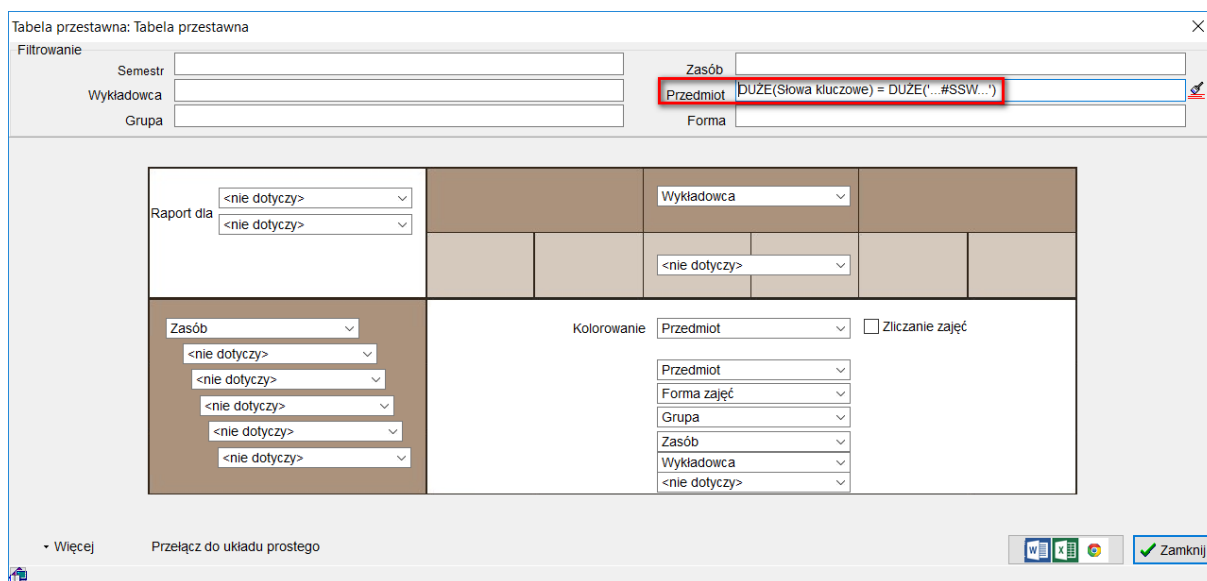 Tabela przestawna: Tabela przestawna
Filtrowanie
Semestr
Zasób
Wykładowca
Przedmiot DUŻE(Słowa kluczowe) = DUŻE('...#SSW...')
Grupa
Forma
Raport dla <nie dotyczy>
<nie dotyczy>
Wykładowca
<nie dotyczy>
Zasób
<nie dotyczy>
<nie dotyczy>
<nie dotyczy>
<nie dotyczy>
<nie dotyczy>
Kolorowanie Przedmiot Zliczanie zajęć
Przedmiot
Forma zajęć
Grupa
Zasób
Wykładowca
<nie dotyczy>
Więcej Przełącz do układu prostego Zamknij